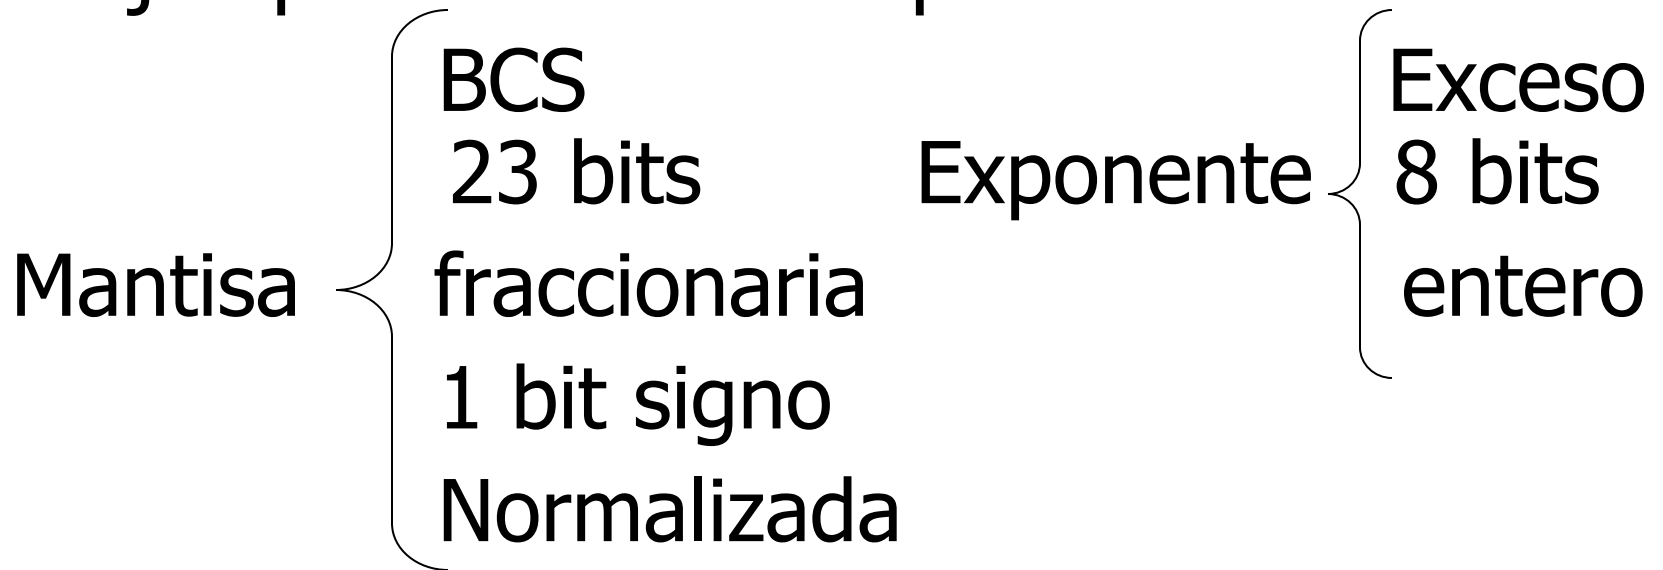 BCS
23 bits
Mantisa
fraccionaria
1 bit signo
Normalizada
Exceso
Exponente
8 bits
entero